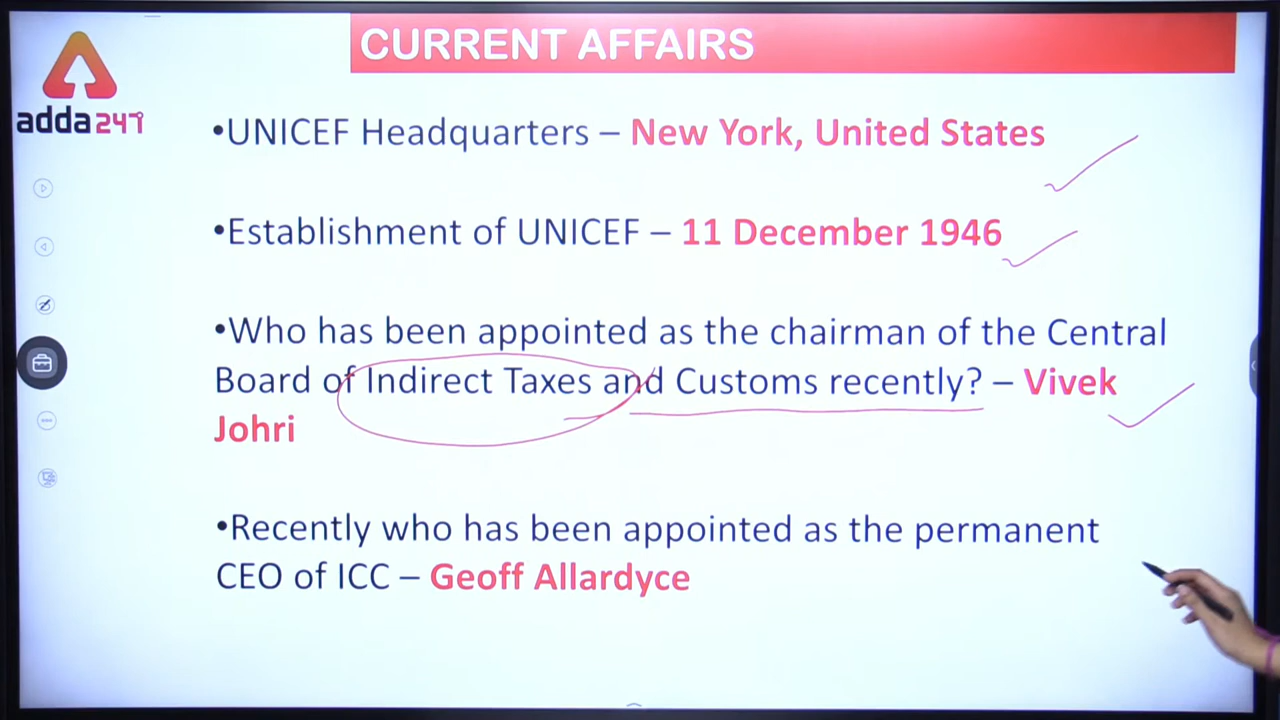 CURRENT AFFAIRS
adda247
•UNICEF Headquarters – New York, United States
•Establishment of UNICEF – 11 December 1946
•Who has been appointed as the chairman of the Central
Board of Indirect Taxes and Customs recently? – Vivek
Johri
•Recently who has been appointed as the permanent
CEO of ICC – Geoff Allardyce